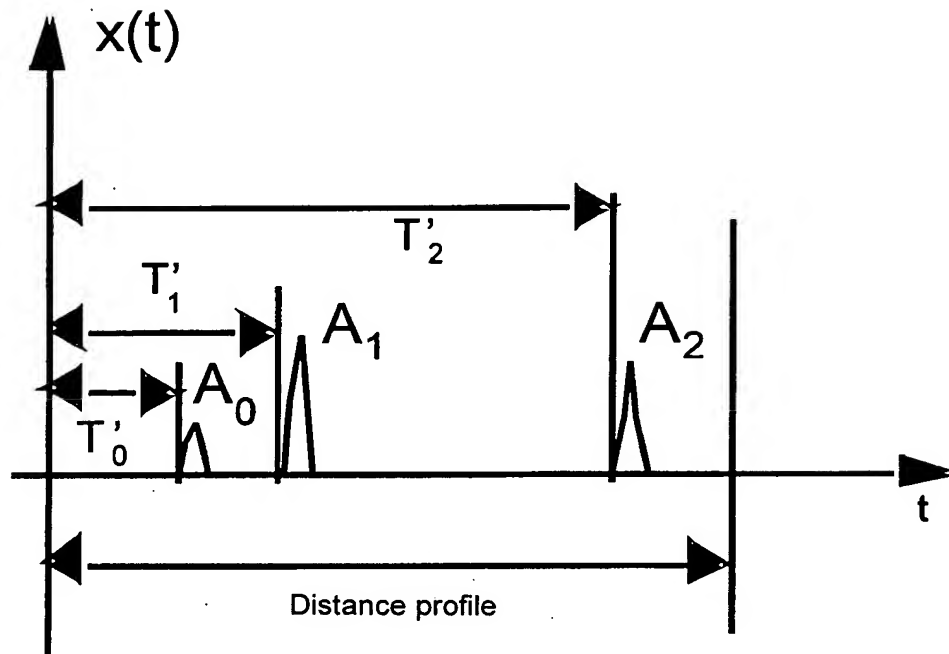 x(t)
T'₂
T'₁
A₁
A₂
A₀
T'₀
t
Distance profile